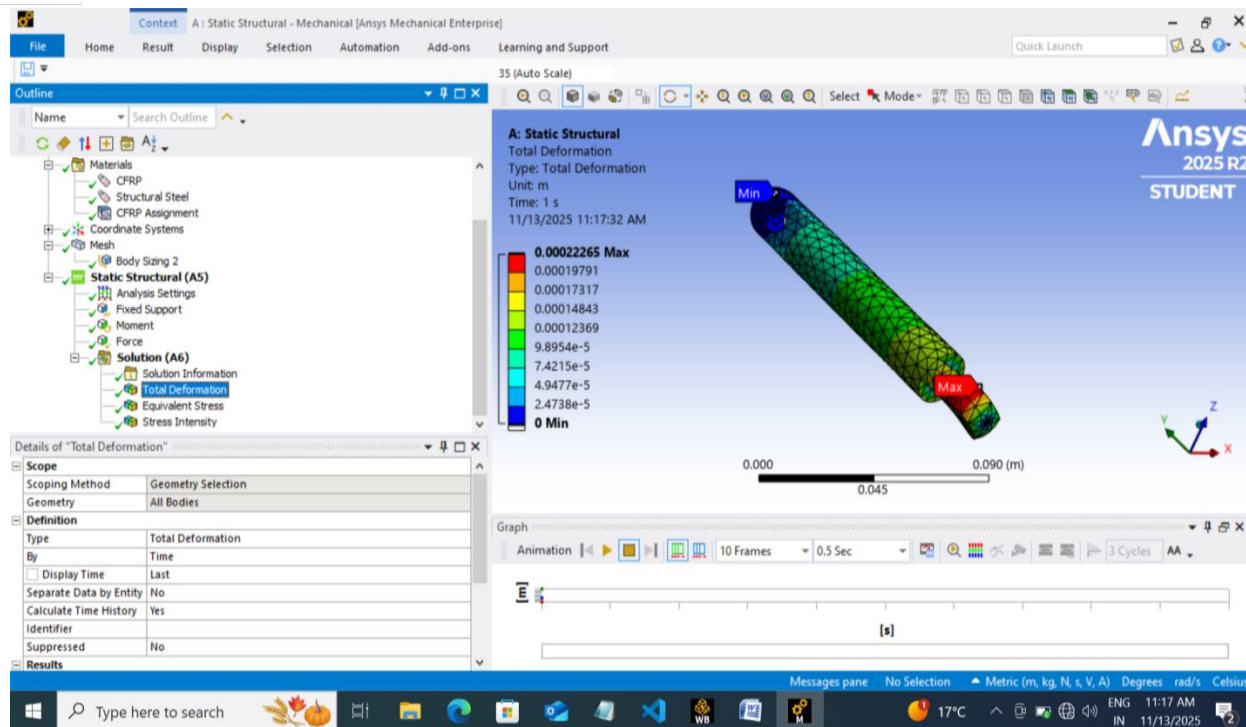 Context A : Static Structural - Mechanical [Ansys Mechanical Enterprise]
File Home Result Display Selection Automation Add-ons Learning and Support Quick Launch
35 (Auto Scale)
Outline
Select Mode
Name Search Outline
Materials
CFRP
Structural Steel
CFRP Assignment
Coordinate Systems
Mesh
Body Sizing 2
Static Structural (A5)
Analysis Settings
Fixed Support
Moment
Force
Solution (A6)
Solution Information
Total Deformation
Equivalent Stress
Stress Intensity
Details of "Total Deformation"
Scope
Scoping Method Geometry Selection
Geometry All Bodies
Definition
Type Total Deformation
By Time
Display Time Last
Separate Data by Entity No
Calculate Time History Yes
Identifier
Suppressed No
Results
A: Static Structural
Total Deformation
Type: Total Deformation
Unit: m
Time: 1 s
11/13/2025 11:17:32 AM
0.00022265 Max
0.00019791
0.00017317
0.00014843
0.00012369
9.8954e-5
7.4215e-5
4.9477e-5
2.4738e-5
0 Min
Min
Max
Ansys
2025 R2
STUDENT
Z
Y
X
0.000 0.090 (m)
0.045
Graph
Animation 10 Frames 0.5 Sec 3 Cycles AA
[s]
Messages pane No Selection Metric (m, kg, N, s, V, A) Degrees rad/s Celsius
Type here to search WB 17°C ENG 11:17 AM
IN 11/13/2025 2